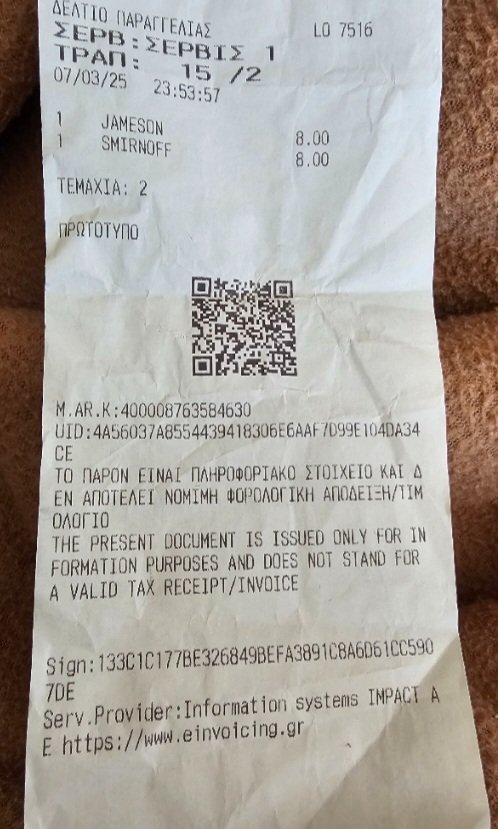 ΔΕΛΤΙΟ ΠΑΡΑΓΓΕΛΙΑΣ LO 7516
ΣΕΡΒ:ΣΕΡΒΙΣ 1
ΤΡΑΠ: 15 /2
07/03/25 23:53:57
1 JAMESON 8.00
1 SMIRNOFF 8.00
ΤΕΜΑΧΙΑ: 2
ΠΡΩΤΟΤΥΠΟ
M.AR.K:400008763584630
UID:4A56037A8554439418306E6AAF7D99E104DA34
CE
ΤΟ ΠΑΡΟΝ ΕΙΝΑΙ ΠΛΗΡΟΦΟΡΙΑΚΟ ΣΤΟΙΧΕΙΟ ΚΑΙ Δ
ΕΝ ΑΠΟΤΕΛΕΙ ΝΟΜΙΜΗ ΦΟΡΟΛΟΓΙΚΗ ΑΠΟΔΕΙΞΗ/ΤΙΜ
ΟΛΟΓΙΟ
THE PRESENT DOCUMENT IS ISSUED ONLY FOR IN
FORMATION PURPOSES AND DOES NOT STAND FOR
A VALID TAX RECEIPT/INVOICE
Sign:133C1C177BE326849BEFA3891C8A6D61CC590
7DE
Serv.Provider:Information systems IMPACT A
E https://www.einvoicing.gr